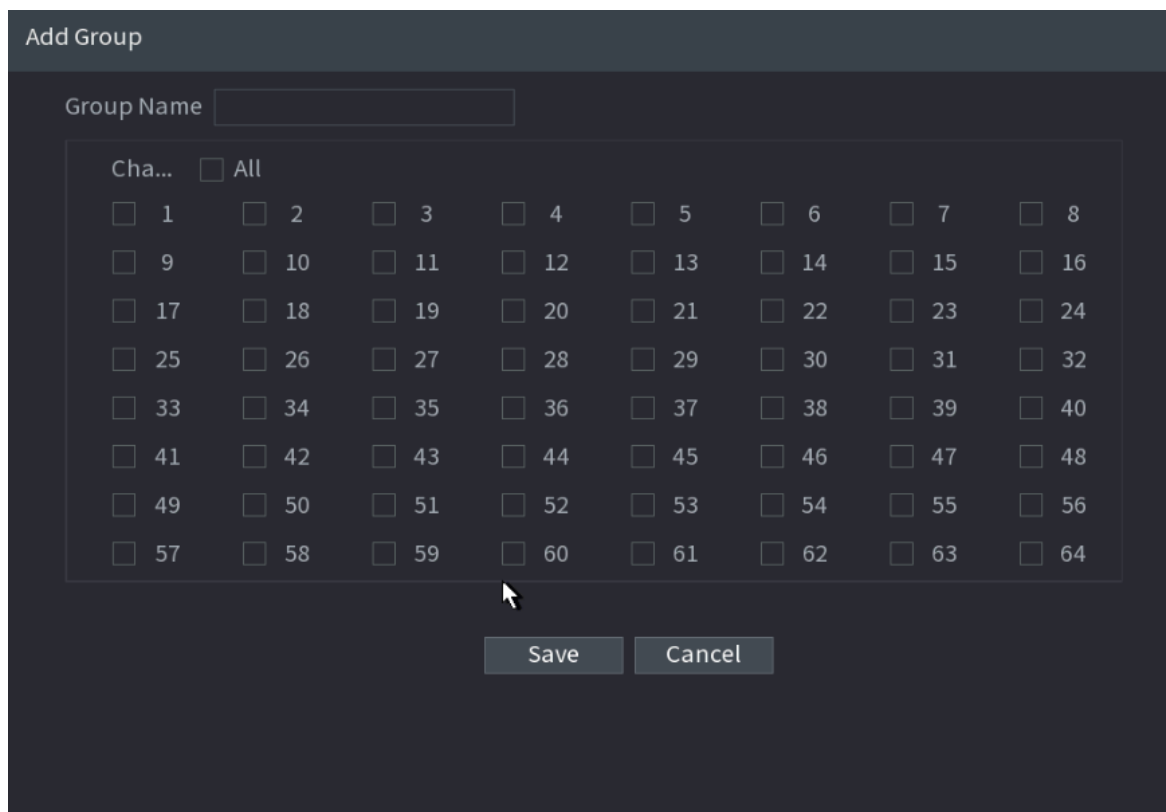 Add Group
Group Name
Cha... All
1 2 3 4 5 6 7 8
9 10 11 12 13 14 15 16
17 18 19 20 21 22 23 24
25 26 27 28 29 30 31 32
33 34 35 36 37 38 39 40
41 42 43 44 45 46 47 48
49 50 51 52 53 54 55 56
57 58 59 60 61 62 63 64
Save Cancel